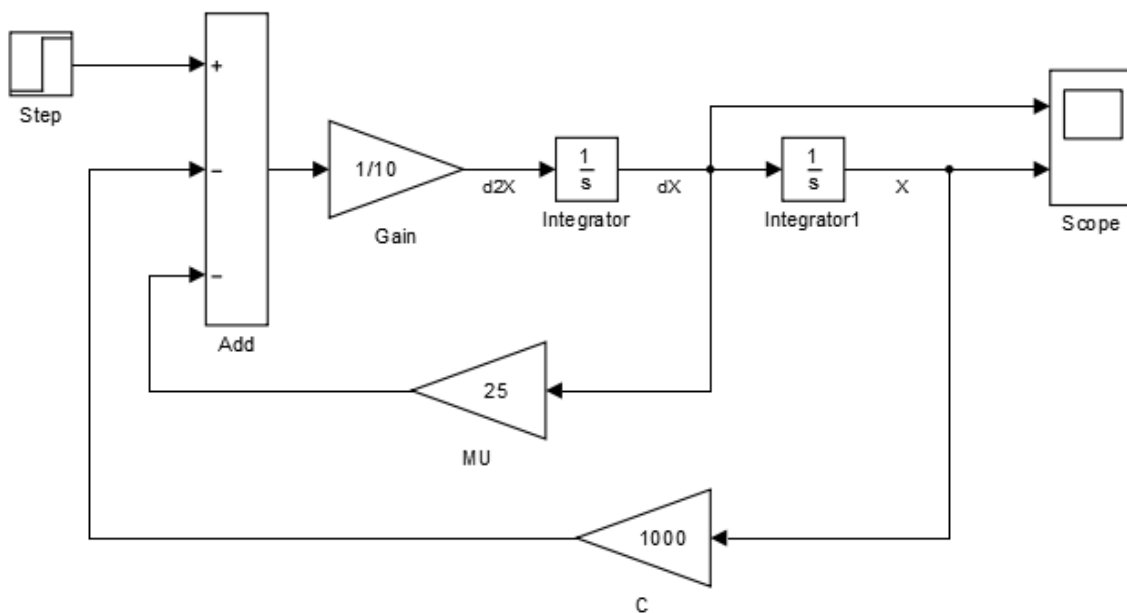 Step
+
−
−
Add
1/10
Gain
d2X
1
s
Integrator
dX
1
s
Integrator1
X
Scope
25
MU
1000
C